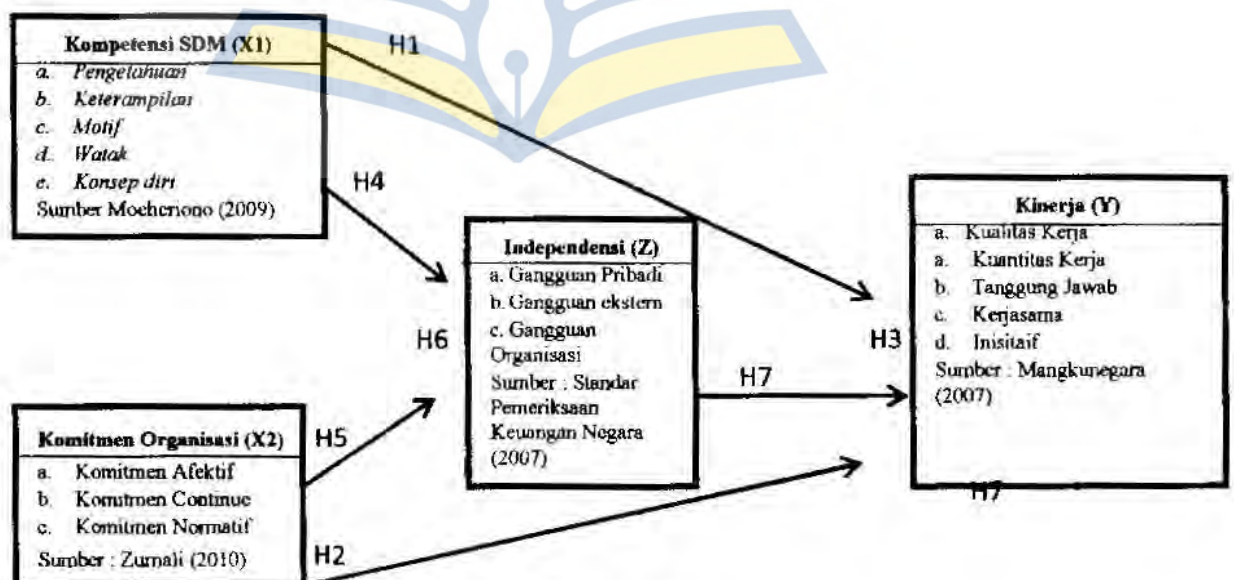 Kompetensi SDM (X1)
a. Pengetahuan
b. Keterampilan
c. Motif
d. Watak
e. Konsep diri
Sumber Moeheriono (2009)
H1
H4
Independensi (Z)
a. Gangguan Pribadi
b. Gangguan ekstern
c. Gangguan
Organisasi
Sumber : Standar
Pemeriksaan
Keuangan Negara
(2007)
H6
H7
H3
Kinerja (Y)
a. Kualitas Kerja
a. Kuantitas Kerja
b. Tanggung Jawab
c. Kerjasama
d. Inisitaif
Sumber : Mangkunegara
(2007)
H7
Komitmen Organisasi (X2)
a. Komitmen Afektif
b. Komitmen Continue
c. Komitmen Normatif
Sumber : Zurnali (2010)
H5
H2